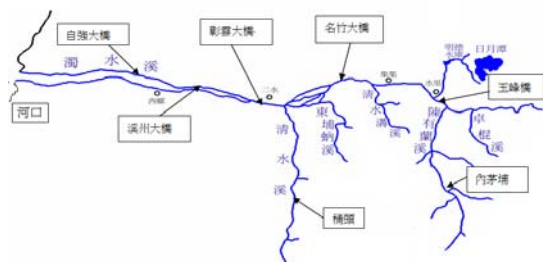 自強大橋
彰雲大橋
名竹大橋
日月潭
濁水溪
二水
集集
水里
玉峰橋
河口
西螺
溪州大橋
清水溪
東埔蚋溪
清水溝溪
陳有蘭溪
卓棍溪
內茅埔
桶頭